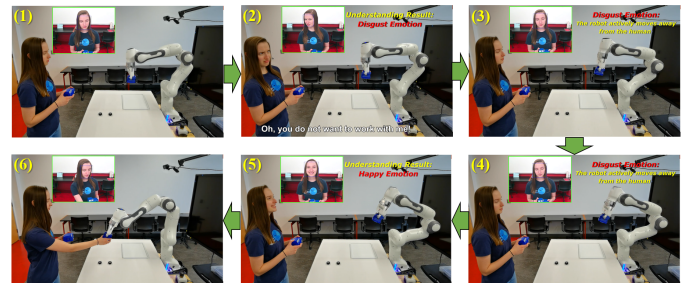 (1)
(2)
Understanding Result:
Disgust Emotion
Oh, you do not want to work with me!
(3)
Disgust Emotion:
The robot actively moves away
from the human
(6)
(5)
Understanding Result:
Happy Emotion
(4)
Disgust Emotion:
The robot actively moves away
from the human